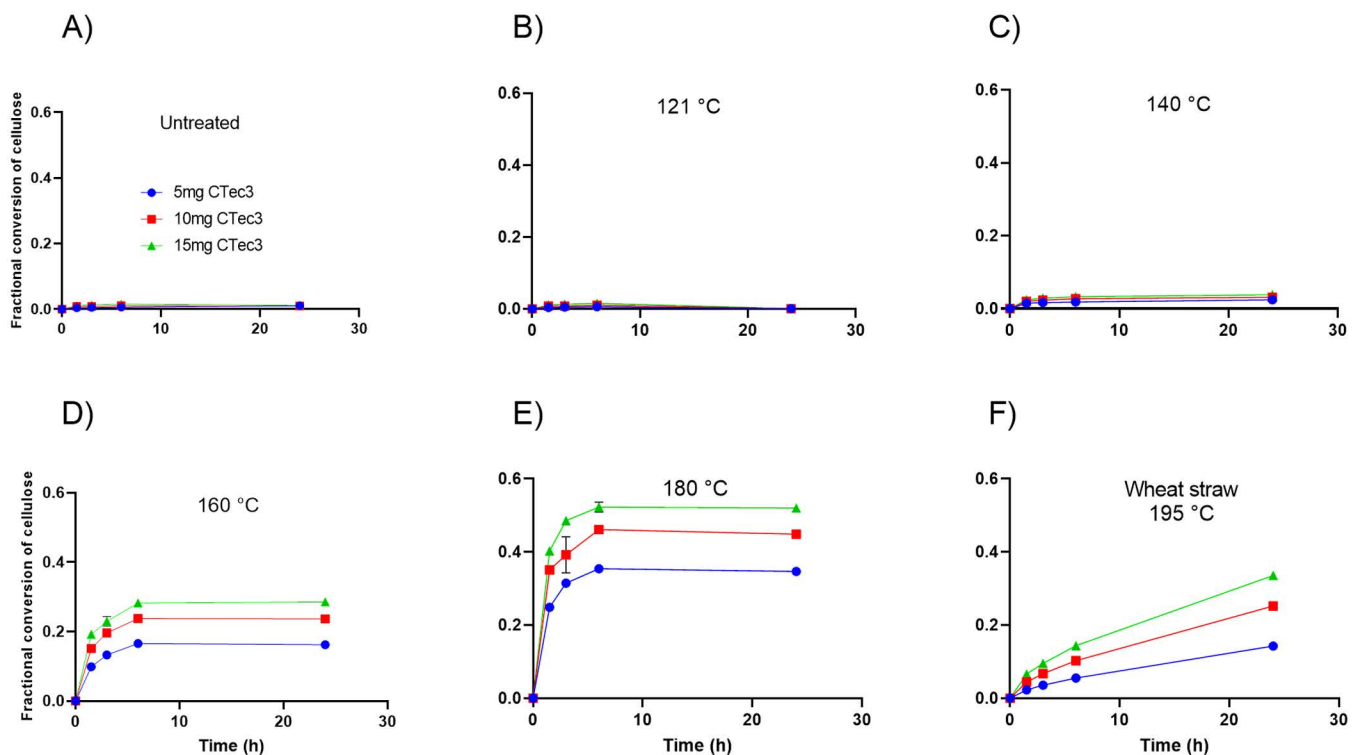 A)
Fractional conversion of cellulose
0.6
0.4
0.2
0.0
Untreated
5mg CTec3
10mg CTec3
15mg CTec3
0 10 20 30
B)
0.6
0.4
0.2
0.0
121 °C
0 10 20 30
C)
0.6
0.4
0.2
0.0
140 °C
0 10 20 30
D)
Fractional conversion of cellulose
0.6
0.4
0.2
0.0
160 °C
0 10 20 30
Time (h)
E)
0.6
0.4
0.2
0.0
180 °C
0 10 20 30
Time (h)
F)
0.6
0.4
0.2
0.0
Wheat straw
195 °C
0 10 20 30
Time (h)